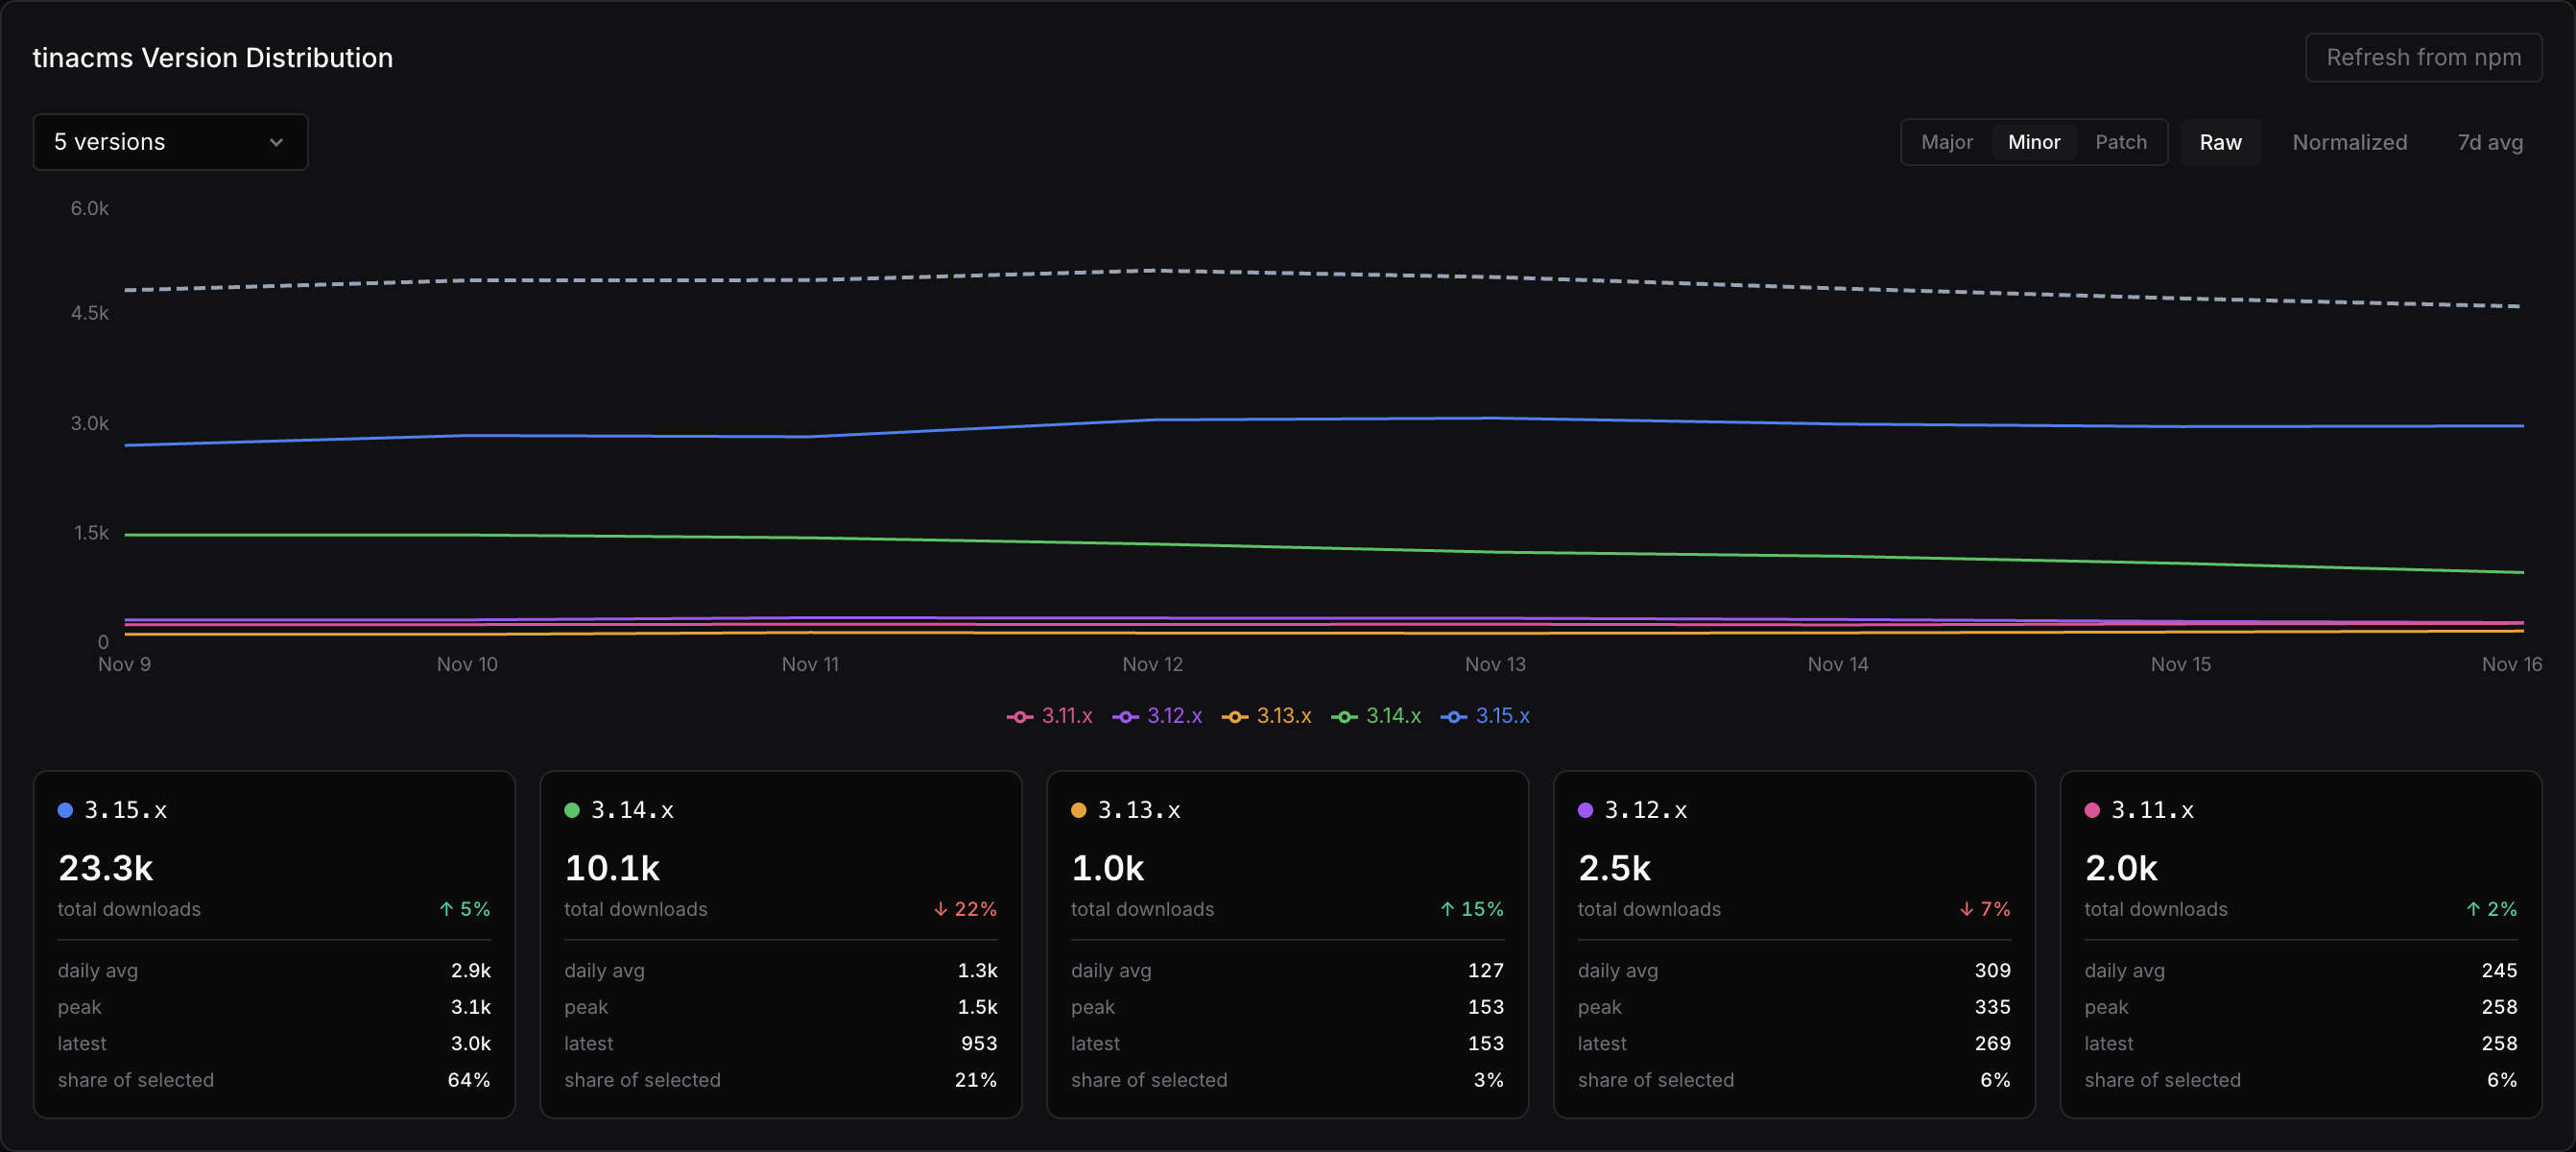 tinacms Version Distribution
Refresh from npm
5 versions
Major Minor Patch Raw Normalized 7d avg
6.0k
4.5k
3.0k
1.5k
0
Nov 9 Nov 10 Nov 11 Nov 12 Nov 13 Nov 14 Nov 15 Nov 16
3.11.x 3.12.x 3.13.x 3.14.x 3.15.x
3.15.x
23.3k
total downloads ↑ 5%
daily avg 2.9k
peak 3.1k
latest 3.0k
share of selected 64%
3.14.x
10.1k
total downloads ↓ 22%
daily avg 1.3k
peak 1.5k
latest 953
share of selected 21%
3.13.x
1.0k
total downloads ↑ 15%
daily avg 127
peak 153
latest 153
share of selected 3%
3.12.x
2.5k
total downloads ↓ 7%
daily avg 309
peak 335
latest 269
share of selected 6%
3.11.x
2.0k
total downloads ↑ 2%
daily avg 245
peak 258
latest 258
share of selected 6%